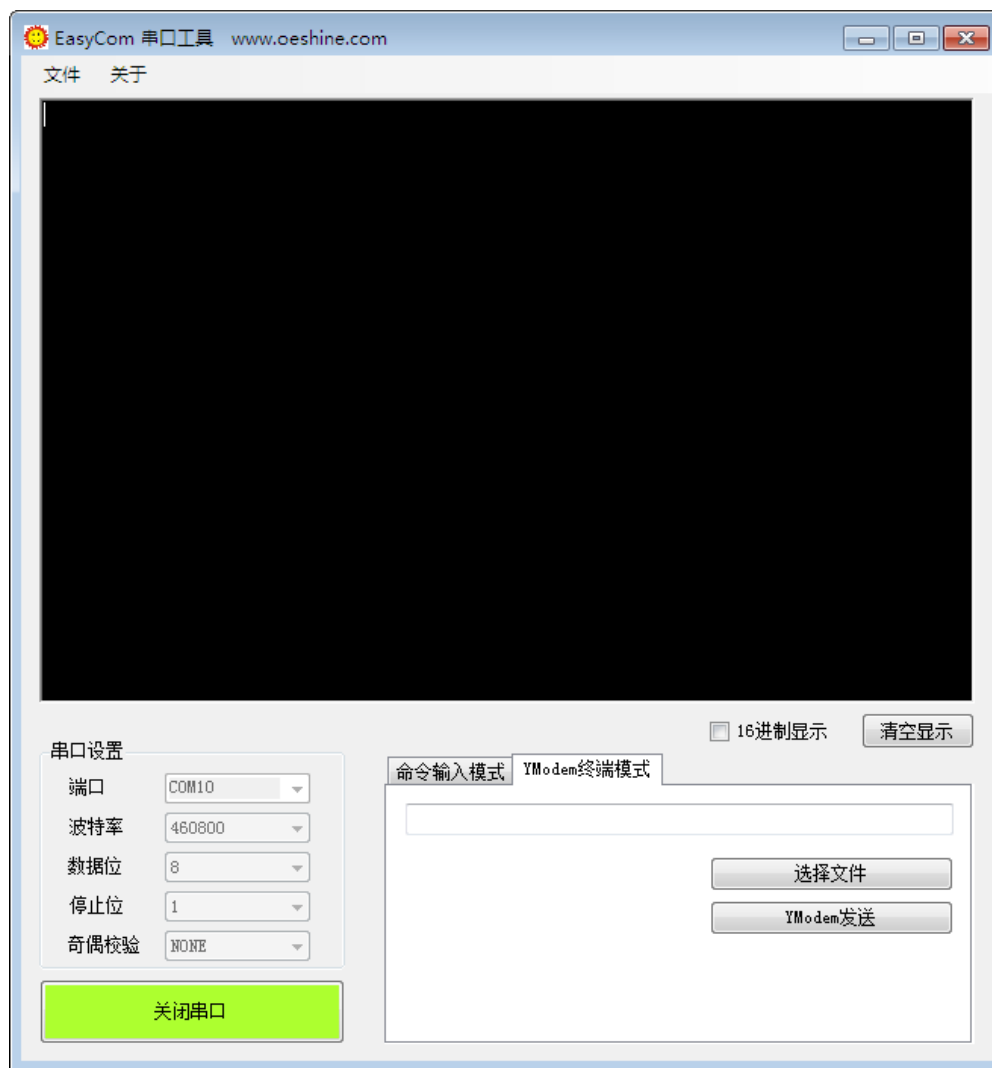 EasyCom 串口工具 www.oeshine.com
文件 关于
16进制显示 清空显示
串口设置
端口 COM10
波特率 460800
数据位 8
停止位 1
奇偶校验 NONE
关闭串口
命令输入模式 YModem终端模式
选择文件
YModem发送